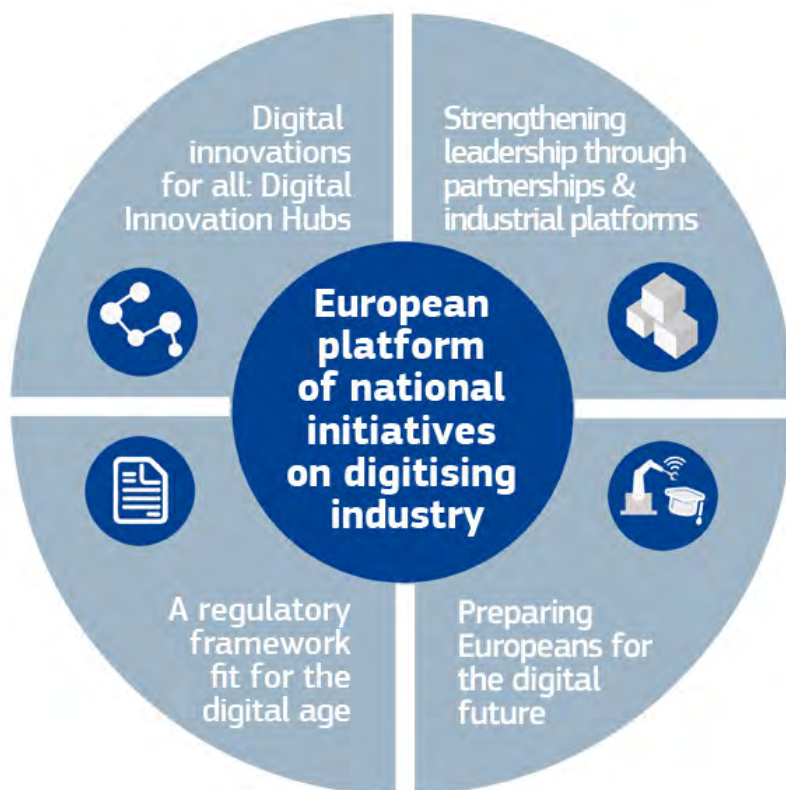 Digital
innovations
for all: Digital
Innovation Hubs
Strengthening
leadership through
partnerships &
industrial platforms
European
platform
of national
initiatives
on digitising
industry
A regulatory
framework
fit for the
digital age
Preparing
Europeans for
the digital
future